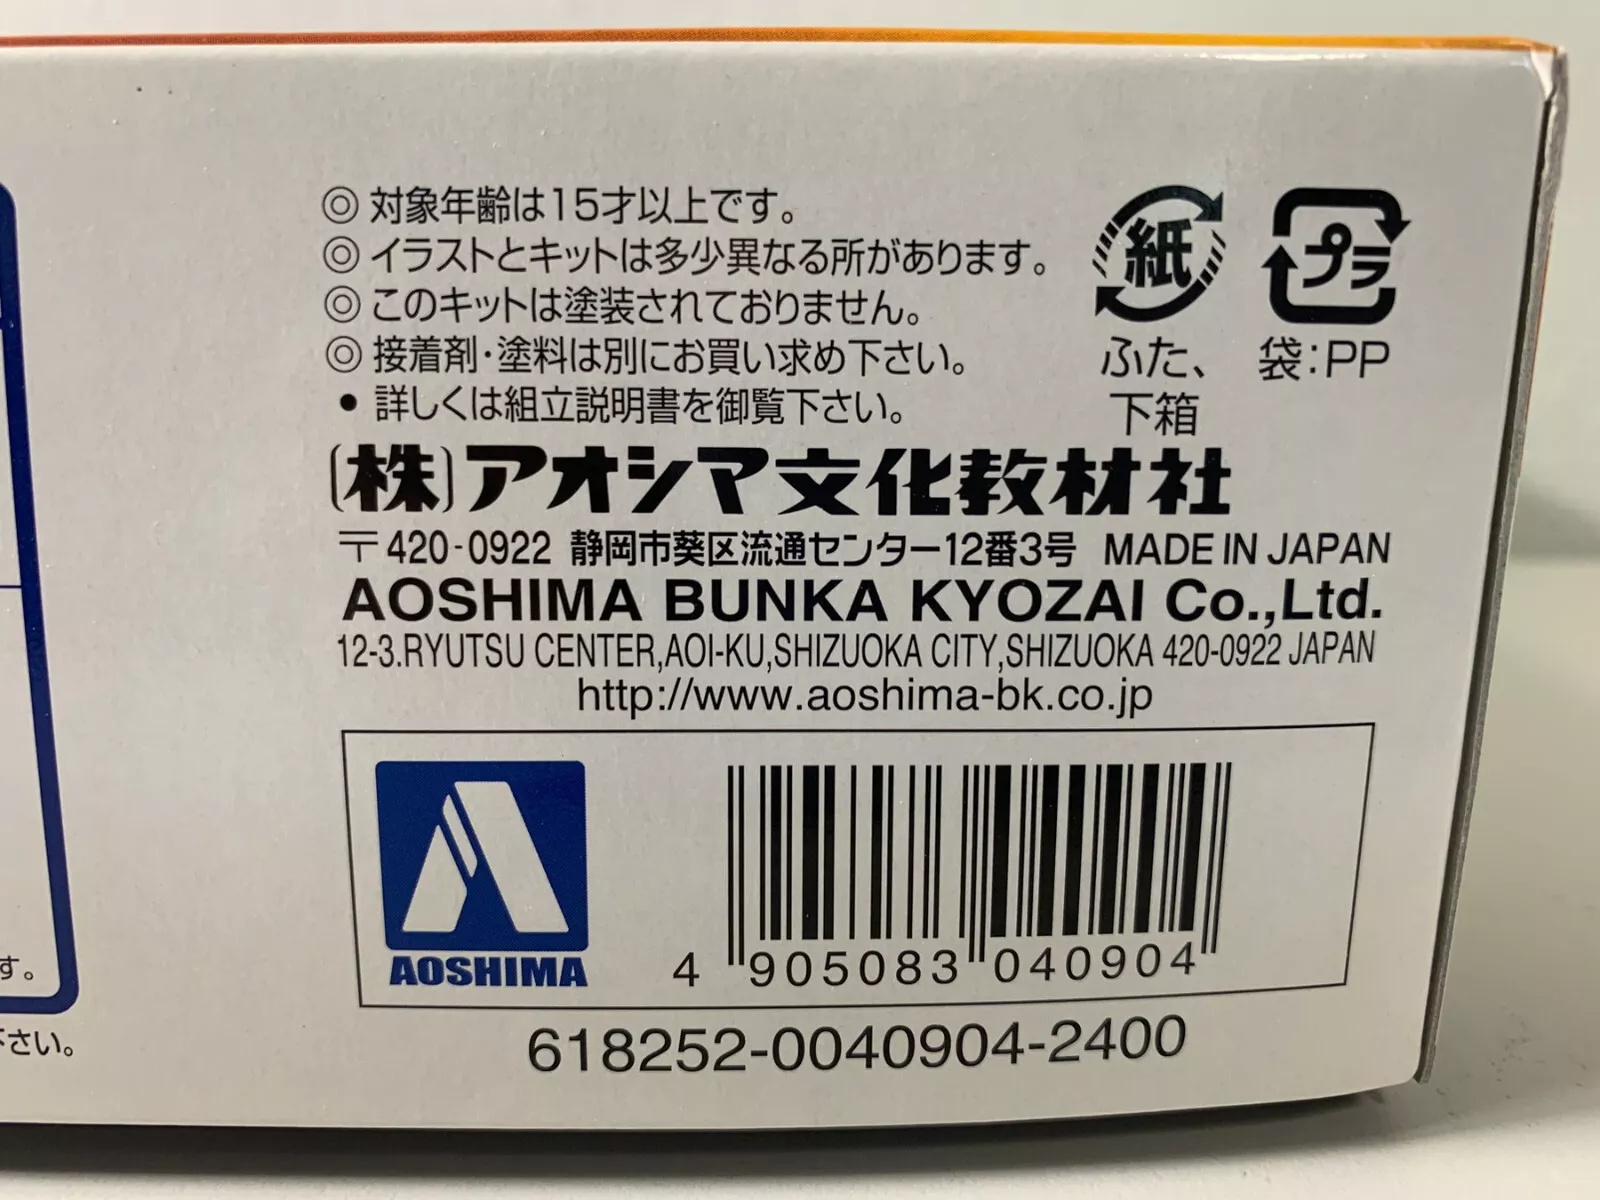 ◎ 対象年齢は15才以上です。
◎ イラストとキットは多少異なる所があります。
◎ このキットは塗装されておりません。
◎ 接着剤・塗料は別にお買い求め下さい。
• 詳しくは組立説明書を御覧下さい。
紙
ふた、
下箱
プラ
袋:PP
(株)アオシマ文化教材社
〒420-0922 静岡市葵区流通センター12番3号 MADE IN JAPAN
AOSHIMA BUNKA KYOZAI Co.,Ltd.
12-3.RYUTSU CENTER,AOI-KU,SHIZUOKA CITY,SHIZUOKA 420-0922 JAPAN
http://www.aoshima-bk.co.jp
AOSHIMA
4 905083 040904
618252-0040904-2400
す。
下さい。